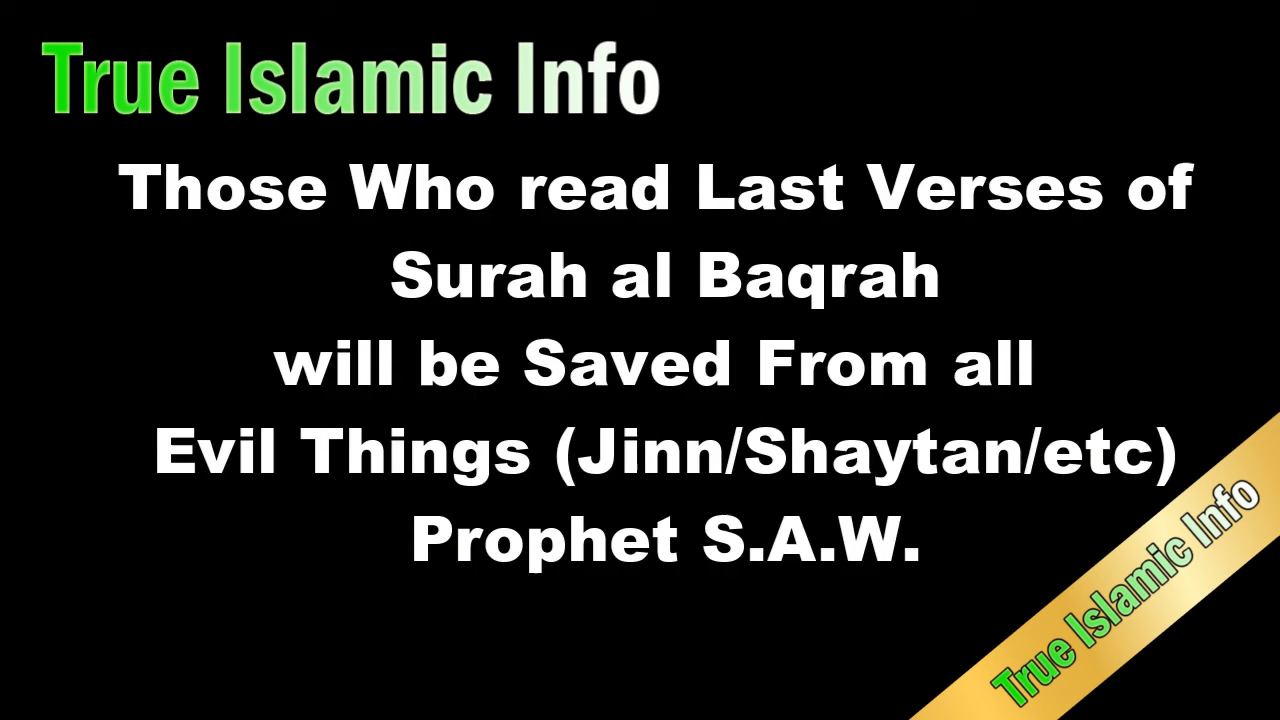 True Islamic Info
Those Who read Last Verses of
Surah al Baqrah
will be Saved From all
Evil Things (Jinn/Shaytan/etc)
Prophet S.A.W.
True Islamic Info